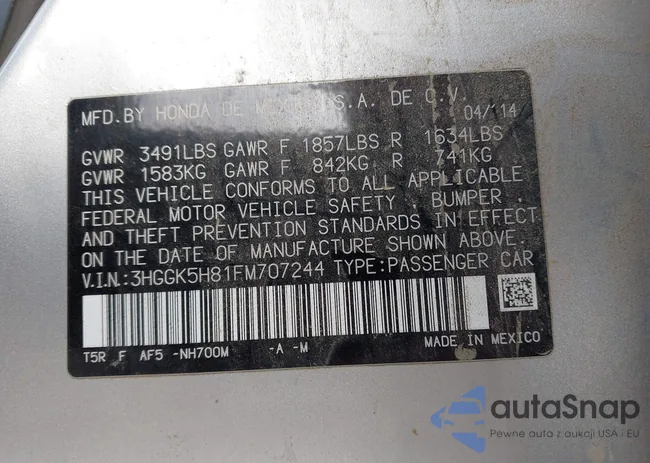 MFD.BY HONDA DE MEXICO S.A. DE C.V. 04/14
GVWR 3491LBS GAWR F 1857LBS R 1634LBS
GVWR 1583KG GAWR F 842KG R 741KG
THIS VEHICLE CONFORMS TO ALL APPLICABLE
FEDERAL MOTOR VEHICLE SAFETY , BUMPER ,
AND THEFT PREVENTION STANDARDS IN EFFECT
ON THE DATE OF MANUFACTURE SHOWN ABOVE.
V.I.N:3HGGK5H81FM707244 TYPE:PASSENGER CAR
T5R F AF5 -NH700M -A -M MADE IN MEXICO
autaSnap
Pewne auta z aukcji USA i EU